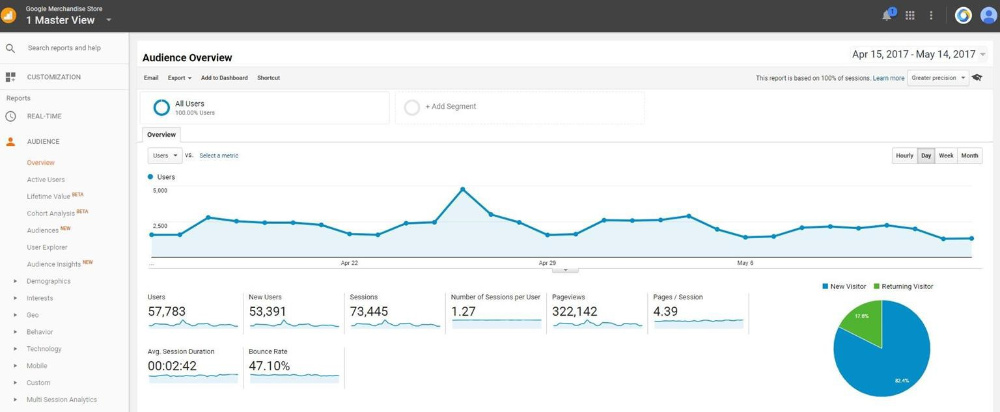 Google Merchandise Store
1 Master View
1
Search reports and help
CUSTOMIZATION
Reports
REAL-TIME
AUDIENCE
Overview
Active Users
Lifetime Value BETA
Cohort Analysis BETA
Audiences NEW
User Explorer
Audience Insights NEW
Demographics
Interests
Geo
Behavior
Technology
Mobile
Custom
Multi Session Analytics
Audience Overview
Apr 15, 2017 - May 14, 2017
Email Export Add to Dashboard Shortcut
This report is based on 100% of sessions. Learn more Greater precision
All Users
100.00% Users
+ Add Segment
Overview
Users VS. Select a metric
Hourly Day Week Month
Users
5,000
2,500
... Apr 22 Apr 29 May 6
Users
57,783
New Users
53,391
Sessions
73,445
Number of Sessions per User
1.27
Pageviews
322,142
Pages / Session
4.39
Avg. Session Duration
00:02:42
Bounce Rate
47.10%
New Visitor Returning Visitor
17.6%
82.4%